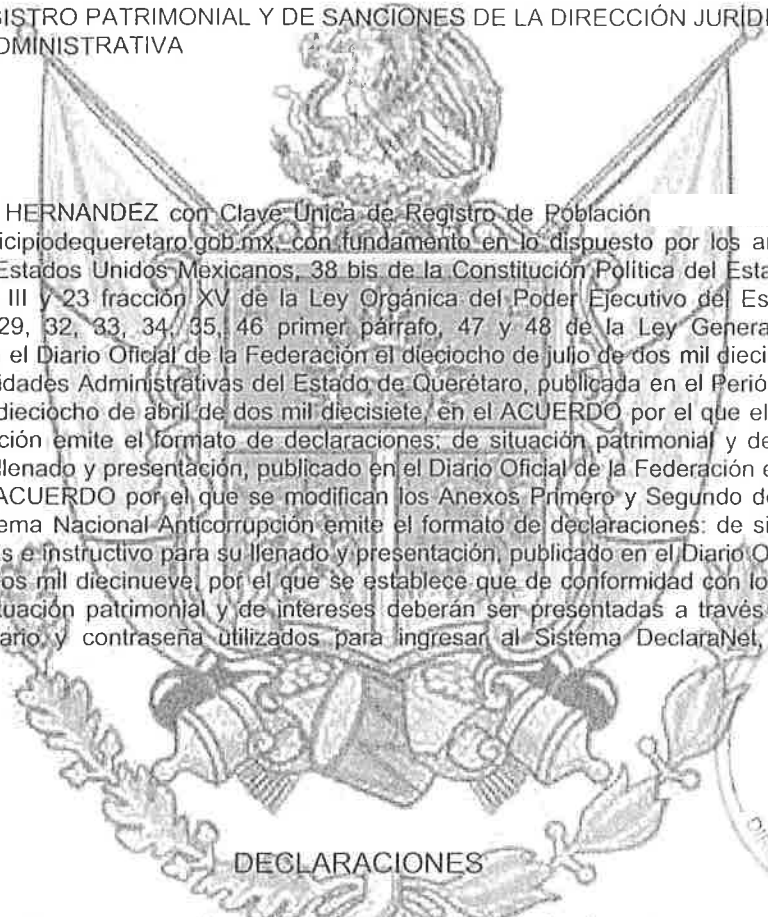 ISTRO PATRIMONIAL Y DE SANCIONES DE LA DIRECCIÓN JURÍDI
DMINISTRATIVA
HERNANDEZ con Clave Única de Registro de Población
icipiodequeretaro.gob.mx, con fundamento en lo dispuesto por los ar
Estados Unidos Mexicanos, 38 bis de la Constitución Política del Esta
III y 23 fracción XV de la Ley Orgánica del Poder Ejecutivo del Es
29, 32, 33, 34, 35, 46 primer párrafo, 47 y 48 de la Ley Genera
el Diario Oficial de la Federación el dieciocho de julio de dos mil dieci
idades Administrativas del Estado de Querétaro, publicada en el Perió
dieciocho de abril de dos mil diecisiete, en el ACUERDO por el que el
ción emite el formato de declaraciones: de situación patrimonial y de
llenado y presentación, publicado en el Diario Oficial de la Federación e
ACUERDO por el que se modifican los Anexos Primero y Segundo de
ema Nacional Anticorrupción emite el formato de declaraciones: de si
s e instructivo para su llenado y presentación, publicado en el Diario O
os mil diecinueve, por el que se establece que de conformidad con lo
tuación patrimonial y de intereses deberán ser presentadas a través
ario y contraseña utilizados para ingresar al Sistema DeclaraNet,
DECLARACIONES